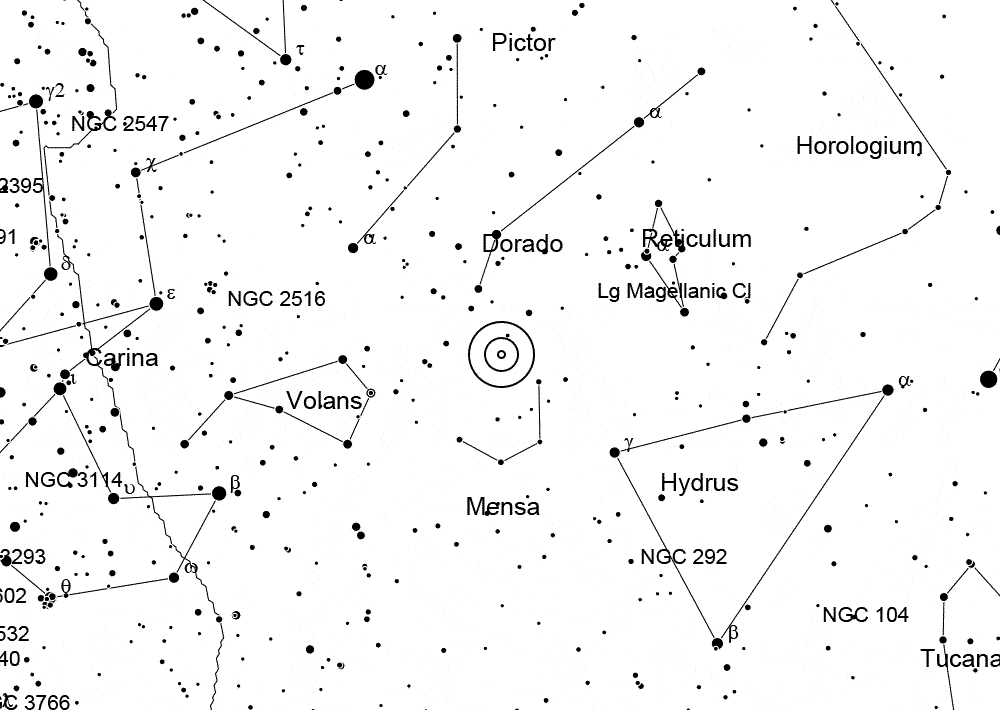 Pictor
τ
α
γ2
α
NGC 2547
Horologium
χ
2395
91
α
Dorado
Reticulum
α
δ
Lg Magellanic Cl
ε
NGC 2516
Carina
ι
Volans
α
γ
NGC 3114
υ
β
Hydrus
Mensa
3293
ω
NGC 292
θ
602
NGC 104
532
β
40
Tucana
GC 3766